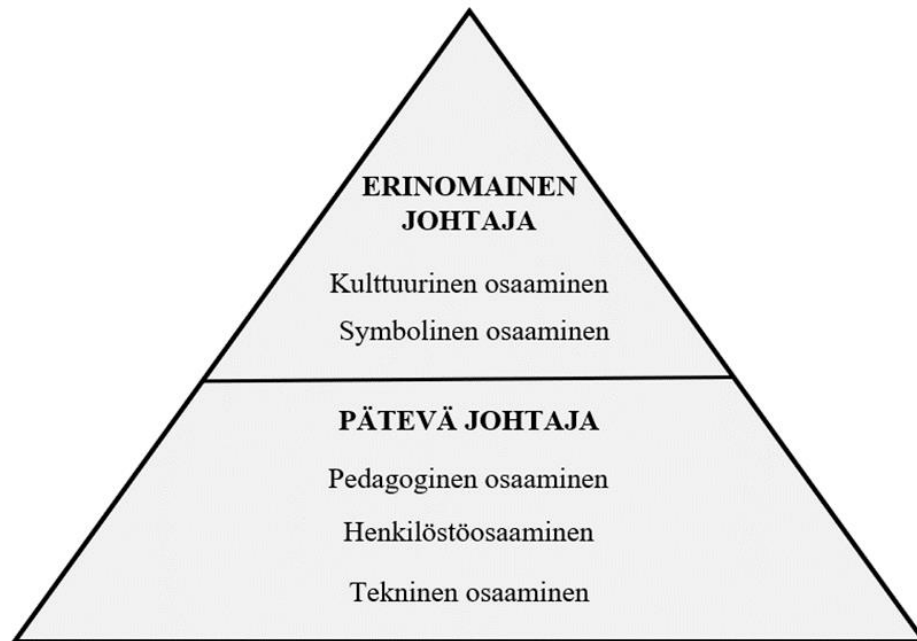 ERINOMAINEN
JOHTAJA
Kulttuurinen osaaminen
Symbolinen osaaminen
PÄTEVÄ JOHTAJA
Pedagoginen osaaminen
Henkilöstöosaaminen
Tekninen osaaminen